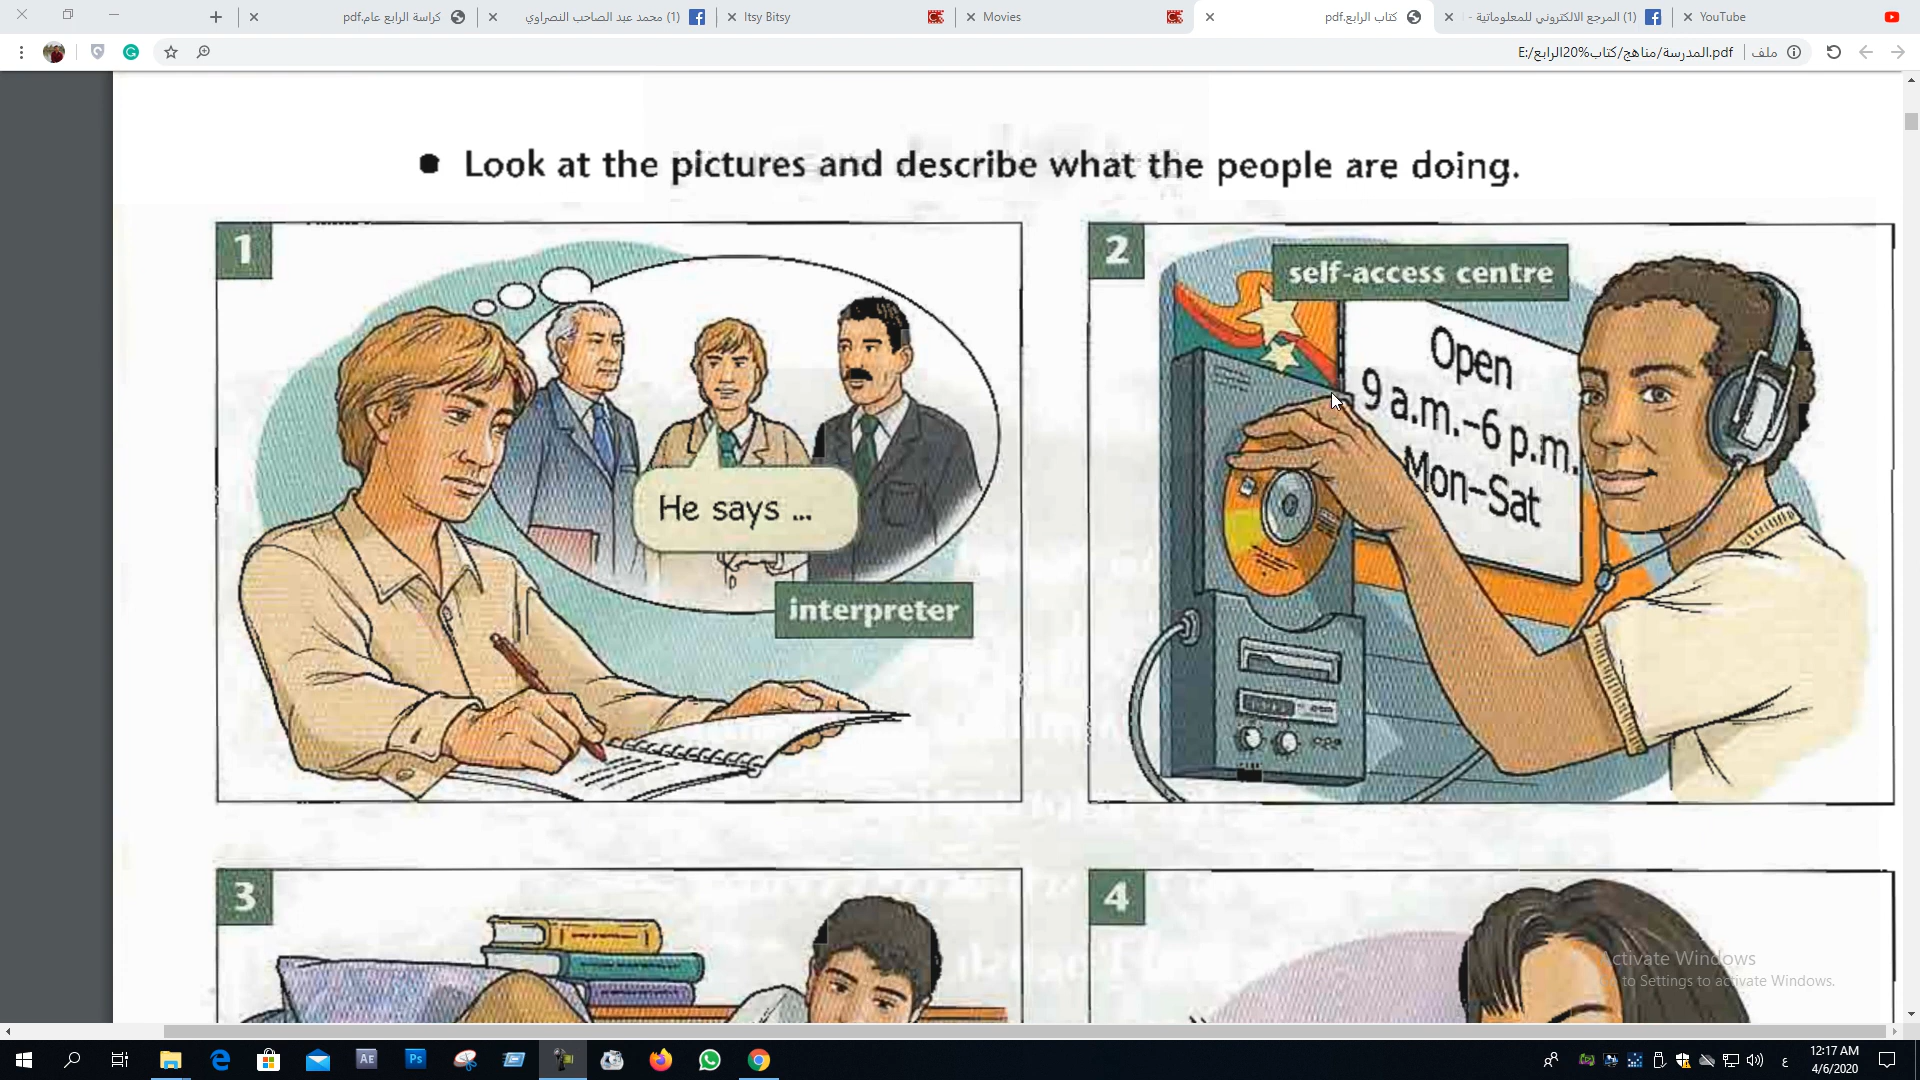 كراسة الرابع عام.pdf
(1) محمد عبد الصاحب النصراوي
Itsy Bitsy
Movies
كتاب الرابع.pdf
(1) المرجع الالكتروني للمعلوماتية -
YouTube
E:/المدرسة/مناهج/كتاب%20الرابع.pdf
ملف
● Look at the pictures and describe what the people are doing.
1
He says ...
interpreter
2
self-access centre
Open
9 a.m.–6 p.m.
Mon–Sat
3
4
Activate Windows
to Settings to activate Windows.
Ae
Ps
ع
12:17 AM
4/6/2020